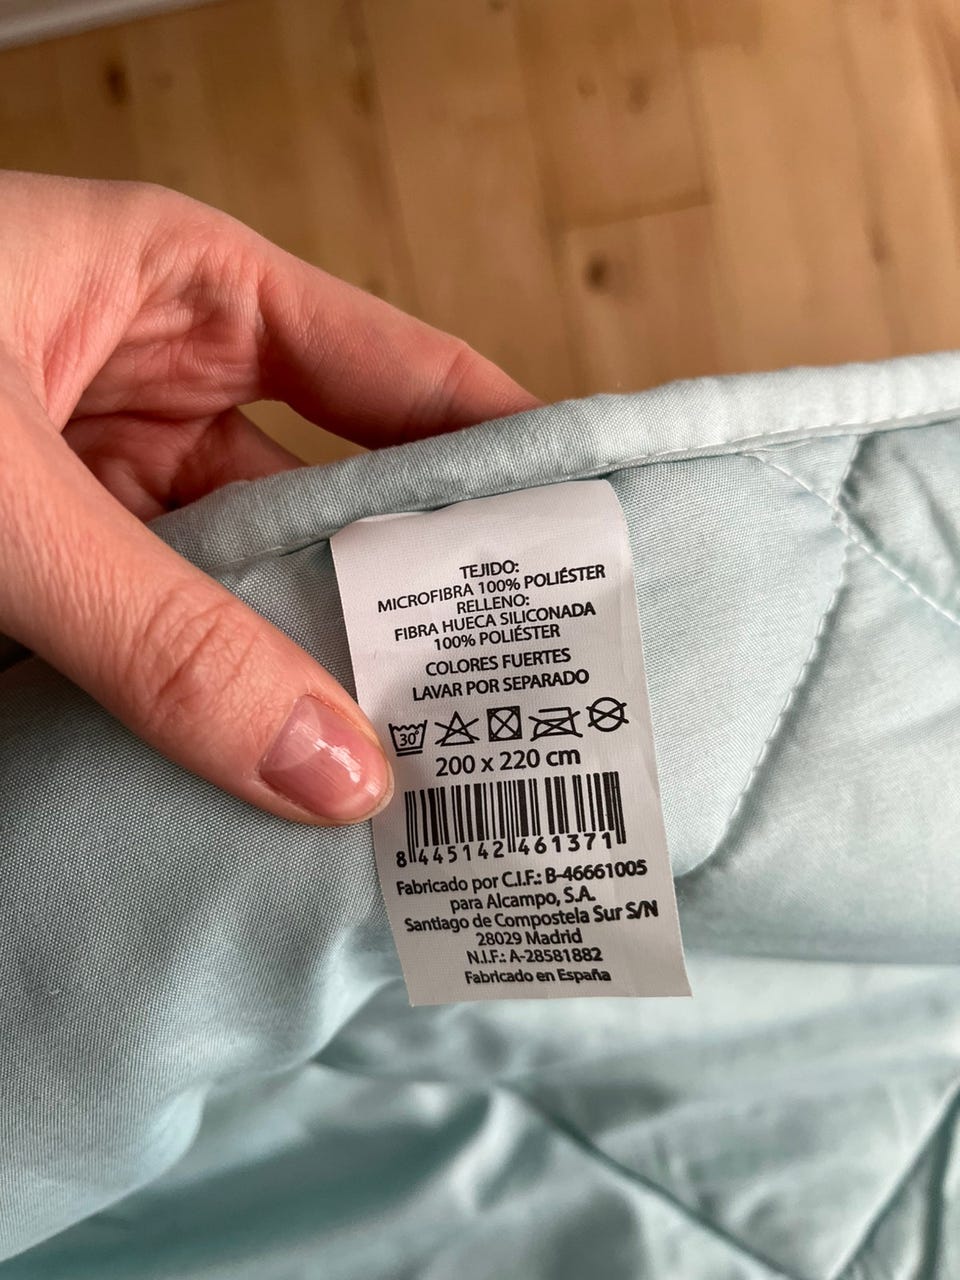 TEJIDO:
MICROFIBRA 100% POLIÉSTER
RELLENO:
FIBRA HUECA SILICONADA
100% POLIÉSTER
COLORES FUERTES
LAVAR POR SEPARADO
30°
200 x 220 cm
8 445142 461371
Fabricado por C.I.F.: B-46661005
para Alcampo, S.A.
Santiago de Compostela Sur S/N
28029 Madrid
N.I.F.: A-28581882
Fabricado en España